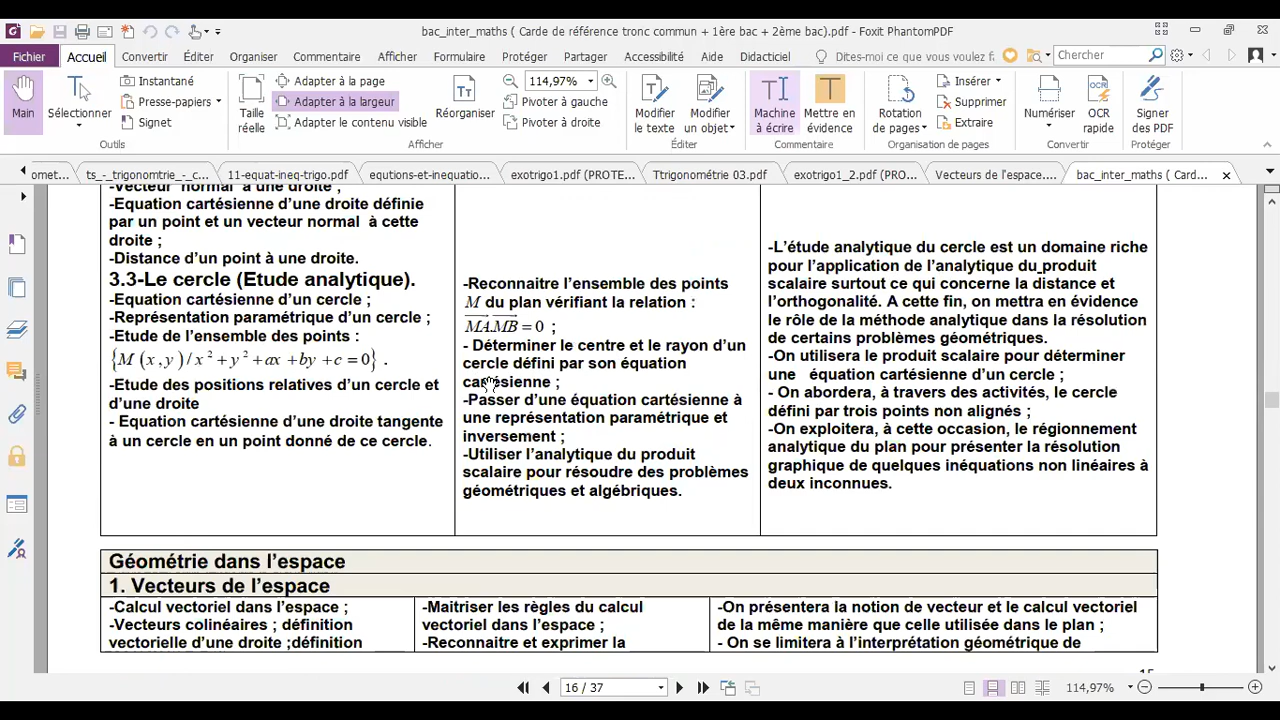 bac_inter_maths ( Carde de référence tronc commun + 1ère bac + 2ème bac).pdf - Foxit PhantomPDF
Fichier Accueil Convertir Éditer Organiser Commentaire Afficher Formulaire Protéger Partager Accessibilité Aide Didacticiel Dites-moi ce que vous voulez f Chercher
Main
Sélectionner
Instantané
Presse-papiers
Signet
Outils
Taille réelle
Adapter à la page
Adapter à la largeur
Adapter le contenu visible
Réorganiser
114,97%
Pivoter à gauche
Pivoter à droite
Afficher
Modifier le texte
Modifier un objet
Éditer
Machine à écrire
Mettre en évidence
Commentaire
Rotation de pages
Insérer
Supprimer
Extraire
Organisation de pages
Numériser
OCR rapide
Convertir
Signer des PDF
Protéger
omet... ts_-_trigonomtrie_-_c... 11-equat-ineq-trigo.pdf equtions-et-inequatio... exotrigo1.pdf (PROTE... Ttrigonométrie 03.pdf exotrigo1_2.pdf (PRO... Vecteurs de l'espace.... bac_inter_maths ( Card...
-Vecteur normal à une droite ;
-Equation cartésienne d'une droite définie
par un point et un vecteur normal à cette
droite ;
-Distance d'un point à une droite.
3.3-Le cercle (Etude analytique).
-Equation cartésienne d'un cercle ;
-Représentation paramétrique d'un cercle ;
-Etude de l'ensemble des points :
{M (x, y) / x² + y² + ax + by + c = 0} .
-Etude des positions relatives d'un cercle et
d'une droite
- Equation cartésienne d'une droite tangente
à un cercle en un point donné de ce cercle.
-Reconnaitre l'ensemble des points
M du plan vérifiant la relation :
MA.MB = 0 ;
- Déterminer le centre et le rayon d'un
cercle défini par son équation
cartésienne ;
-Passer d'une équation cartésienne à
une représentation paramétrique et
inversement ;
-Utiliser l'analytique du produit
scalaire pour résoudre des problèmes
géométriques et algébriques.
-L'étude analytique du cercle est un domaine riche
pour l'application de l'analytique du produit
scalaire surtout ce qui concerne la distance et
l'orthogonalité. A cette fin, on mettra en évidence
le rôle de la méthode analytique dans la résolution
de certains problèmes géométriques.
-On utilisera le produit scalaire pour déterminer
une équation cartésienne d'un cercle ;
- On abordera, à travers des activités, le cercle
défini par trois points non alignés ;
-On exploitera, à cette occasion, le régionnement
analytique du plan pour présenter la résolution
graphique de quelques inéquations non linéaires à
deux inconnues.
Géométrie dans l'espace
1. Vecteurs de l'espace
-Calcul vectoriel dans l'espace ;
-Vecteurs colinéaires ; définition
vectorielle d'une droite ;définition
-Maitriser les règles du calcul
vectoriel dans l'espace ;
-Reconnaitre et exprimer la
-On présentera la notion de vecteur et le calcul vectoriel
de la même manière que celle utilisée dans le plan ;
- On se limitera à l'interprétation géométrique de
16 / 37
114,97%